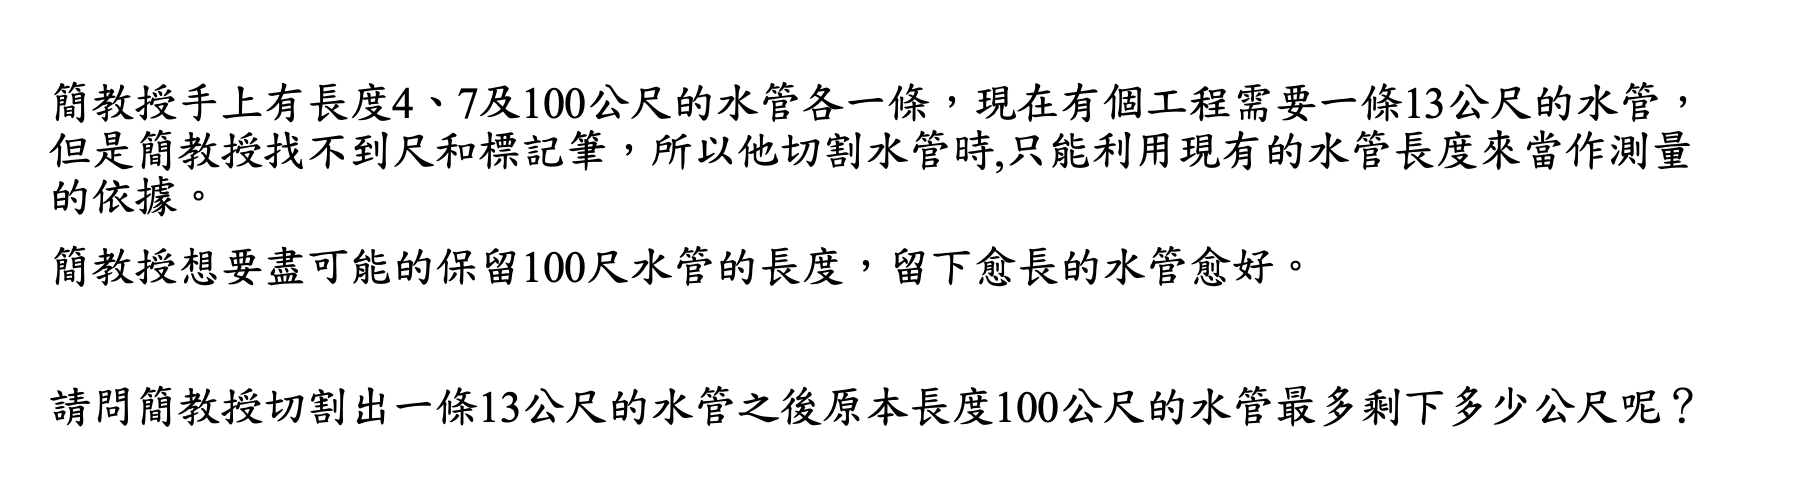 簡教授手上有長度4、7及100公尺的水管各一條，現在有個工程需要一條13公尺的水管，
但是簡教授找不到尺和標記筆，所以他切割水管時,只能利用現有的水管長度來當作測量
的依據。
簡教授想要盡可能的保留100尺水管的長度，留下愈長的水管愈好。
請問簡教授切割出一條13公尺的水管之後原本長度100公尺的水管最多剩下多少公尺呢？